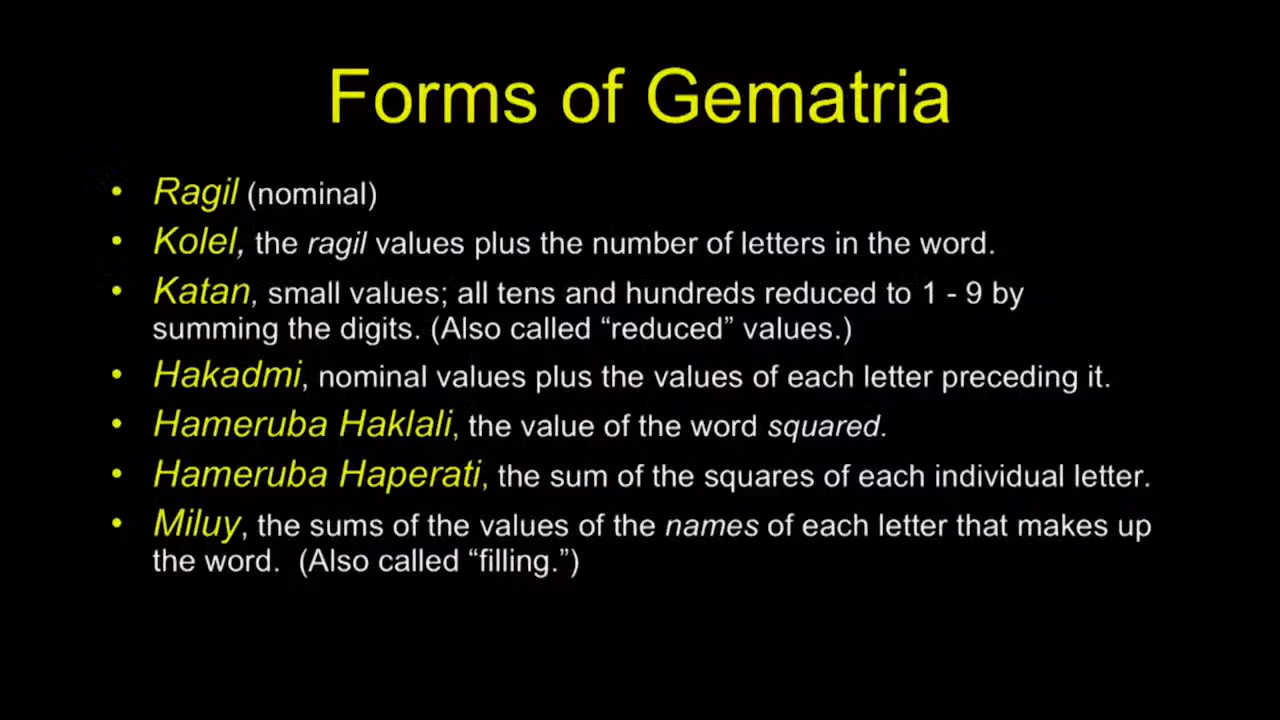 Forms of Gematria
• Ragil (nominal)
• Kolel, the ragil values plus the number of letters in the word.
• Katan, small values; all tens and hundreds reduced to 1 - 9 by
summing the digits. (Also called “reduced” values.)
• Hakadmi, nominal values plus the values of each letter preceding it.
• Hameruba Haklali, the value of the word squared.
• Hameruba Haperati, the sum of the squares of each individual letter.
• Miluy, the sums of the values of the names of each letter that makes up
the word.  (Also called “filling.”)